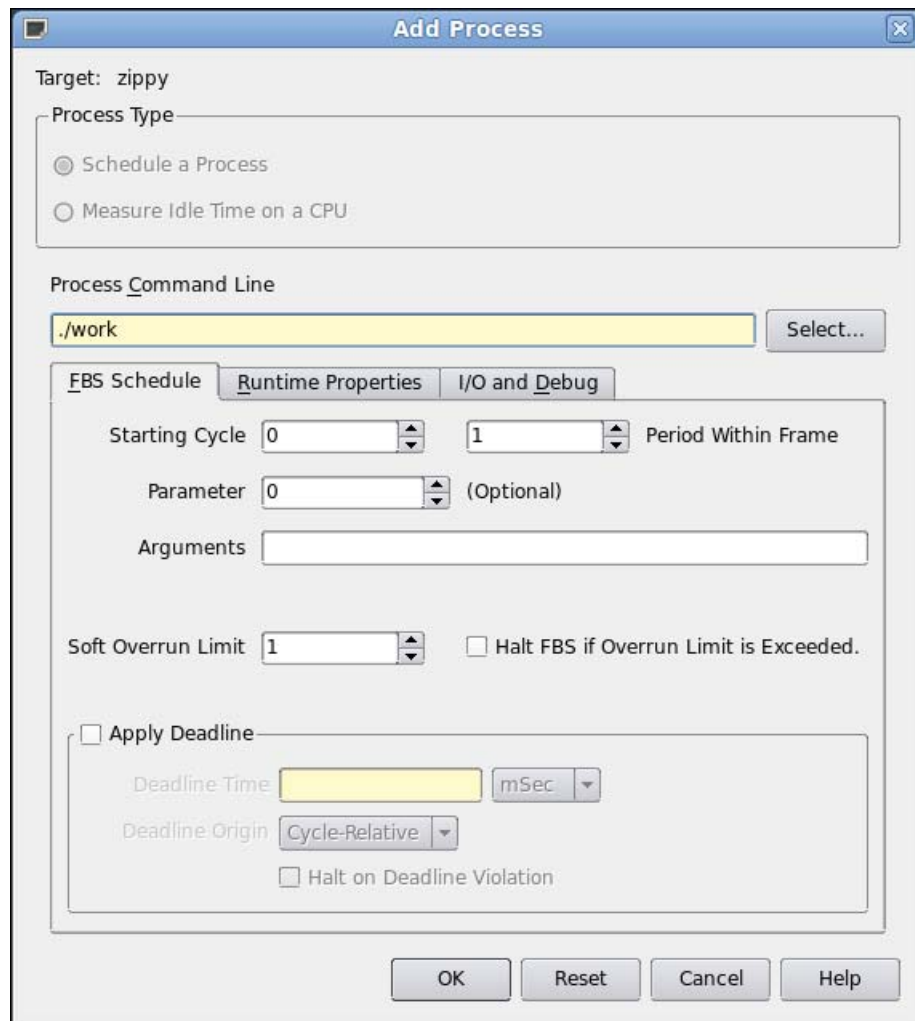 Add Process
Target: zippy
Process Type
Schedule a Process
Measure Idle Time on a CPU
Process Command Line
./work Select...
FBS Schedule Runtime Properties I/O and Debug
Starting Cycle 0 1 Period Within Frame
Parameter 0 (Optional)
Arguments
Soft Overrun Limit 1 Halt FBS if Overrun Limit is Exceeded.
Apply Deadline
Deadline Time mSec
Deadline Origin Cycle-Relative
Halt on Deadline Violation
OK Reset Cancel Help